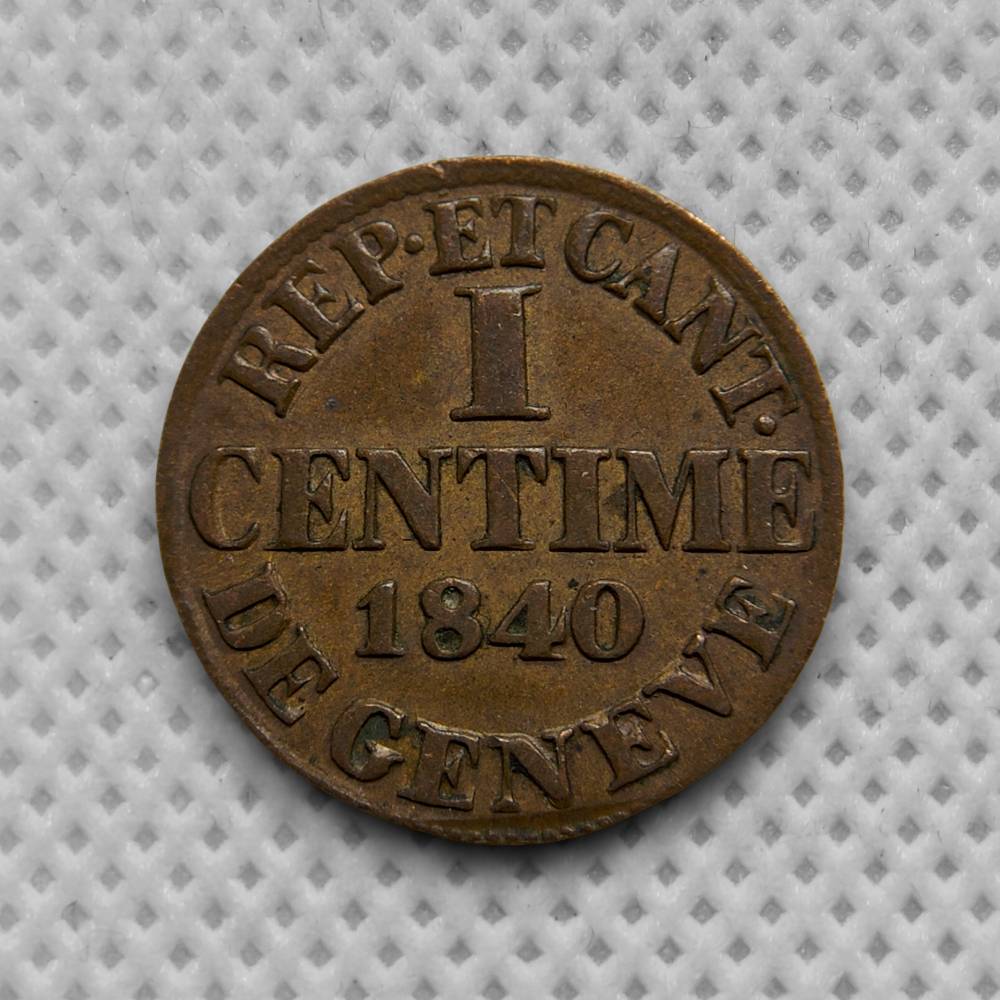 REP · ET CANT.
I
CENTIME
1840
DE GENEVE